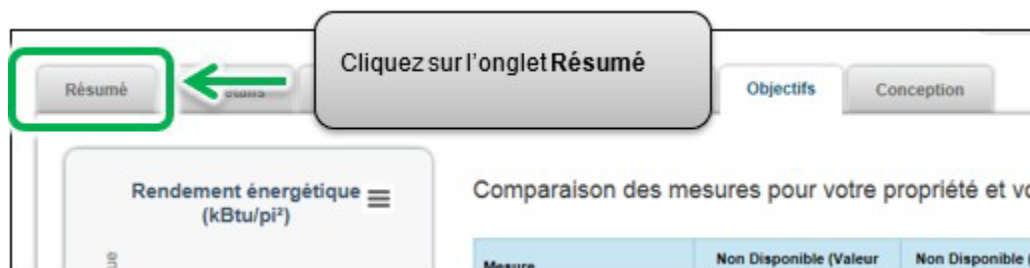 Cliquez sur l'onglet Résumé
Résumé
Objectifs
Conception
Rendement énergétique
(kBtu/pi²)
Comparaison des mesures pour votre propriété et
Mesure
Non Disponible (Valeur
Non Disponible